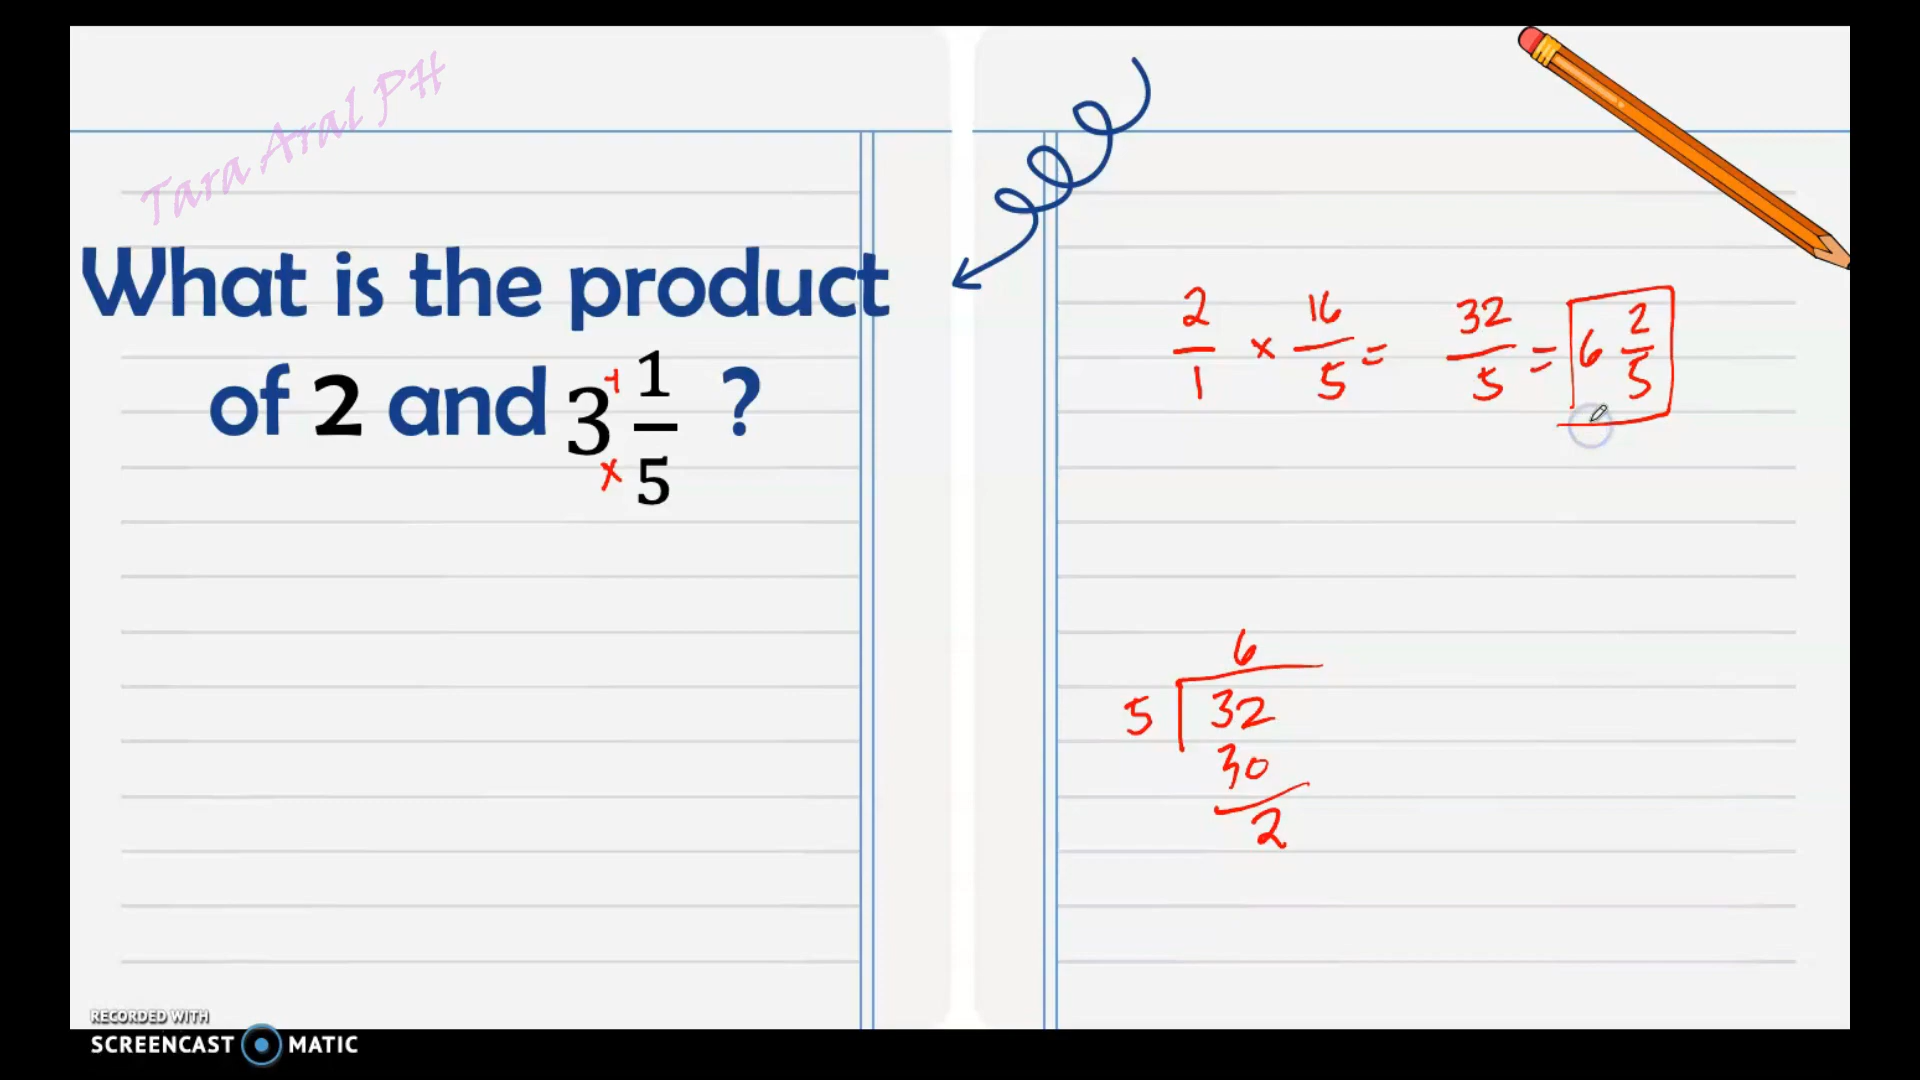 Tara Aral PH
What is the product
of 2 and 3 1/5 ?
+
x
2/1 x 16/5 = 32/5 = 6 2/5
6
5 32
30
2
RECORDED WITH
SCREENCAST MATIC